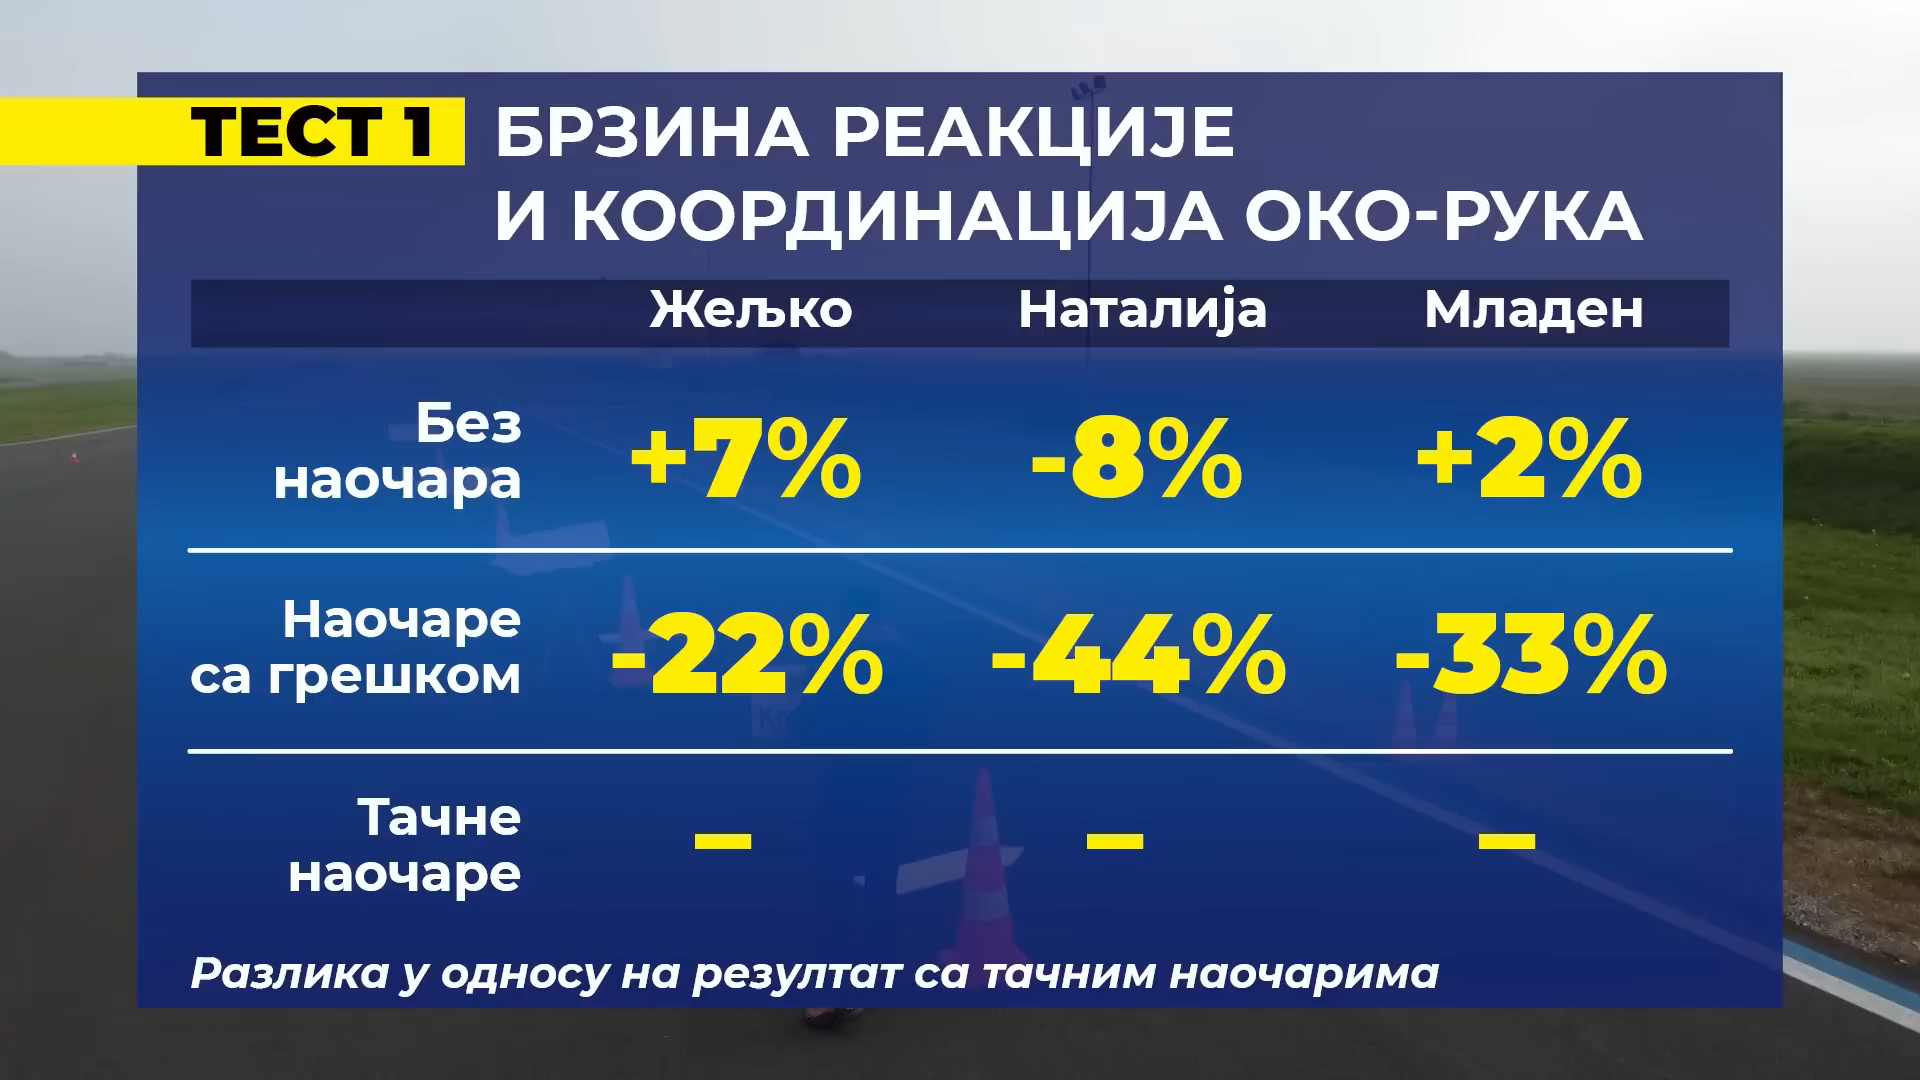 ТЕСТ 1 БРЗИНА РЕАКЦИЈЕ
И КООРДИНАЦИЈА ОКО-РУКА
Жељко Наталија Младен
Без
наочара
+7% -8% +2%
Наочаре
са грешком
-22% -44% -33%
Тачне
наочаре
– – –
Разлика у односу на резултат са тачним наочарима